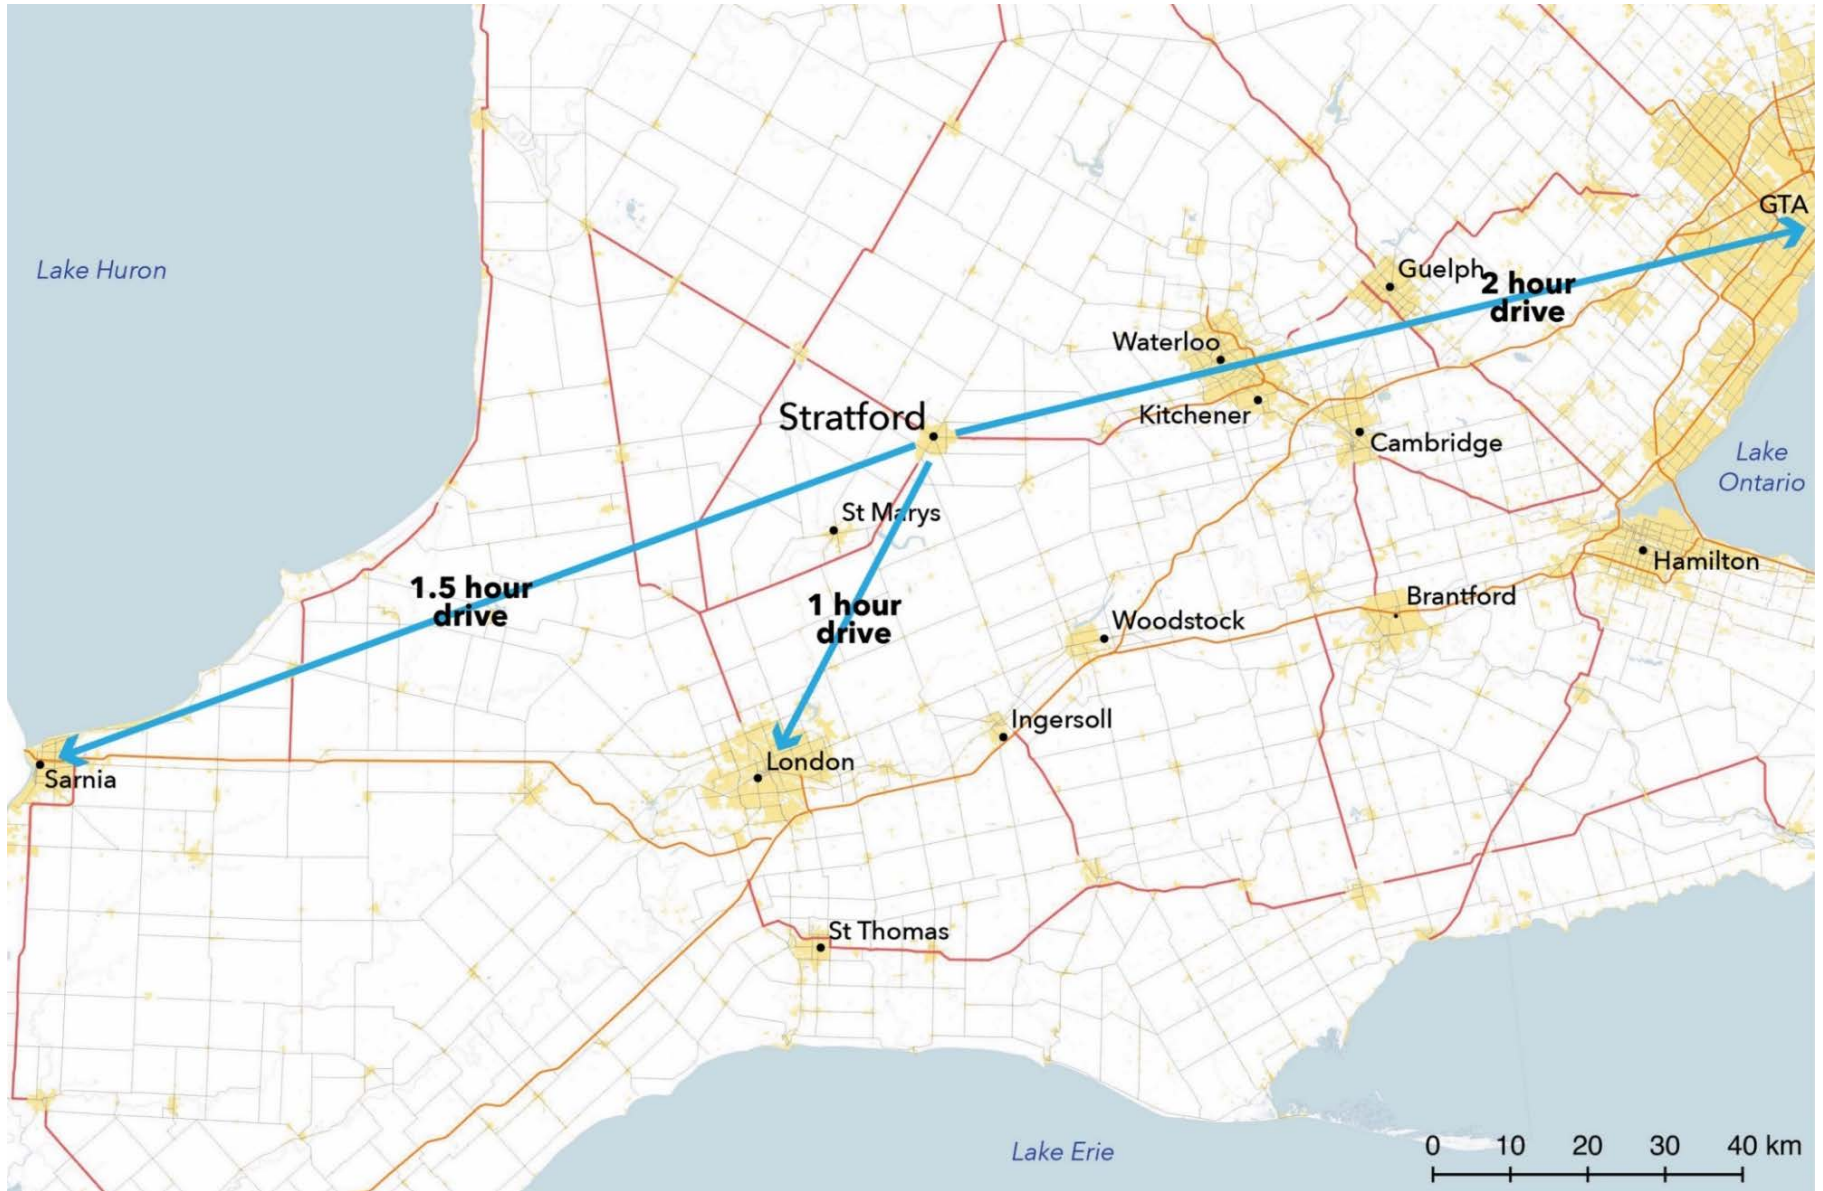 GTA
Lake Huron
Guelph
2 hour
drive
Waterloo
Stratford
Kitchener
Cambridge
Lake
Ontario
St Marys
Hamilton
1.5 hour
drive
1 hour
drive
Brantford
Woodstock
Ingersoll
London
Sarnia
St Thomas
Lake Erie
0 10 20 30 40 km